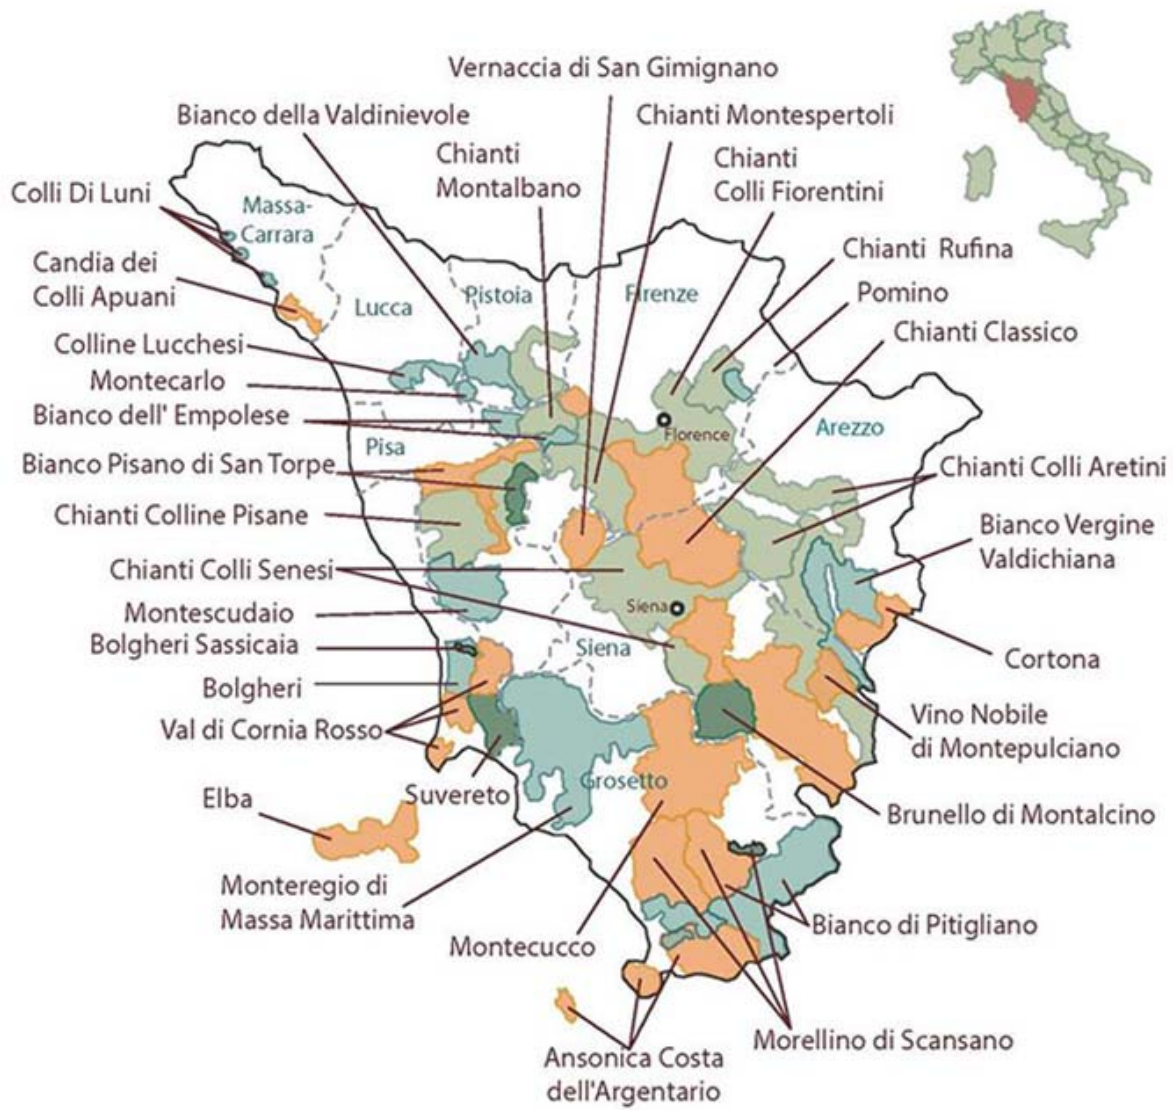 Vernaccia di San Gimignano
Bianco della Valdinievole
Chianti Montespertoli
Chianti
Montalbano
Chianti
Colli Fiorentini
Colli Di Luni
Massa-
Carrara
Chianti  Rufina
Candia dei
Colli Apuani
Pistoia
Firenze
Pomino
Lucca
Chianti Classico
Colline Lucchesi
Montecarlo
Bianco dell' Empolese
Arezzo
Florence
Pisa
Bianco Pisano di San Torpe
Chianti Colli Aretini
Chianti Colline Pisane
Bianco Vergine
Valdichiana
Chianti Colli Senesi
Montescudaio
Siena
Bolgheri Sassicaia
Siena
Cortona
Bolgheri
Vino Nobile
di Montepulciano
Val di Cornia Rosso
Grosseto
Elba
Suvereto
Brunello di Montalcino
Monteregio di
Massa Marittima
Bianco di Pitigliano
Montecucco
Morellino di Scansano
Ansonica Costa
dell'Argentario